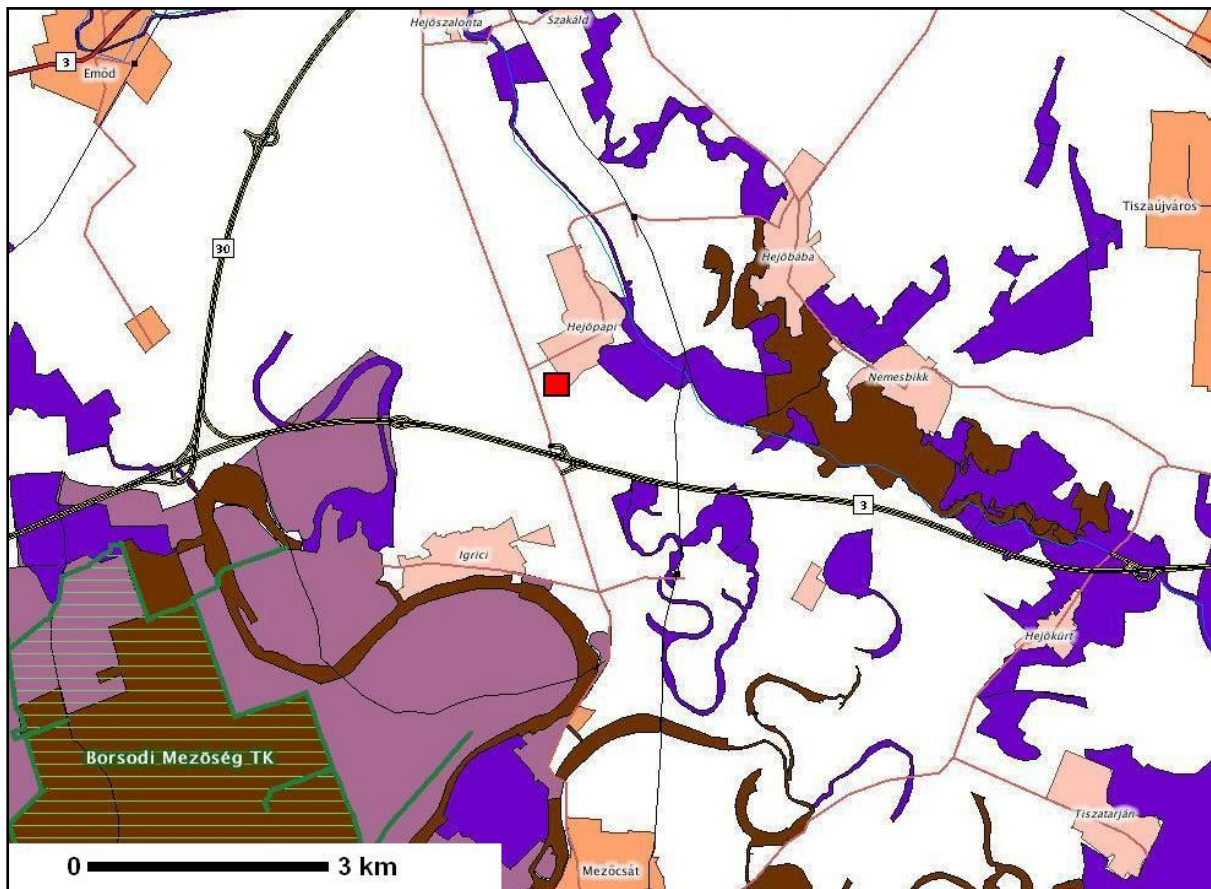 Hejőszalonta
Szakáld
3
Emőd
Tiszaújváros
30
Hejőbába
Hejőpapi
Nemesbikk
3
Igrici
Hejőkürt
Borsodi Mezőség TK
Tiszatarján
0 3 km
Mezőcsát